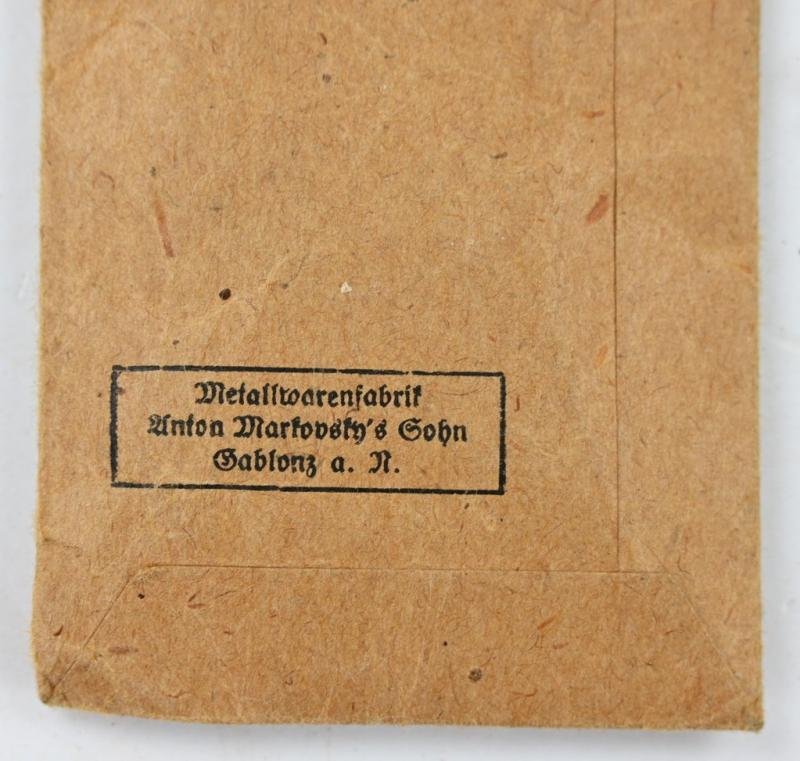 Metallwarenfabrik
Anton Markovsky's Sohn
Gablonz a. N.